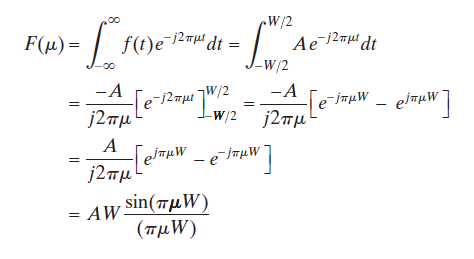 F(μ) = ∫_{-∞}^{∞} f(t)e^{-j2πμt} dt = ∫_{-W/2}^{W/2} Ae^{-j2πμt} dt
= \frac{-A}{j2πμ} [e^{-j2πμt}]_{-W/2}^{W/2} = \frac{-A}{j2πμ} [e^{-jπμW} - e^{jπμW}]
= \frac{A}{j2πμ} [e^{jπμW} - e^{-jπμW}]
= AW \frac{sin(πμW)}{(πμW)}